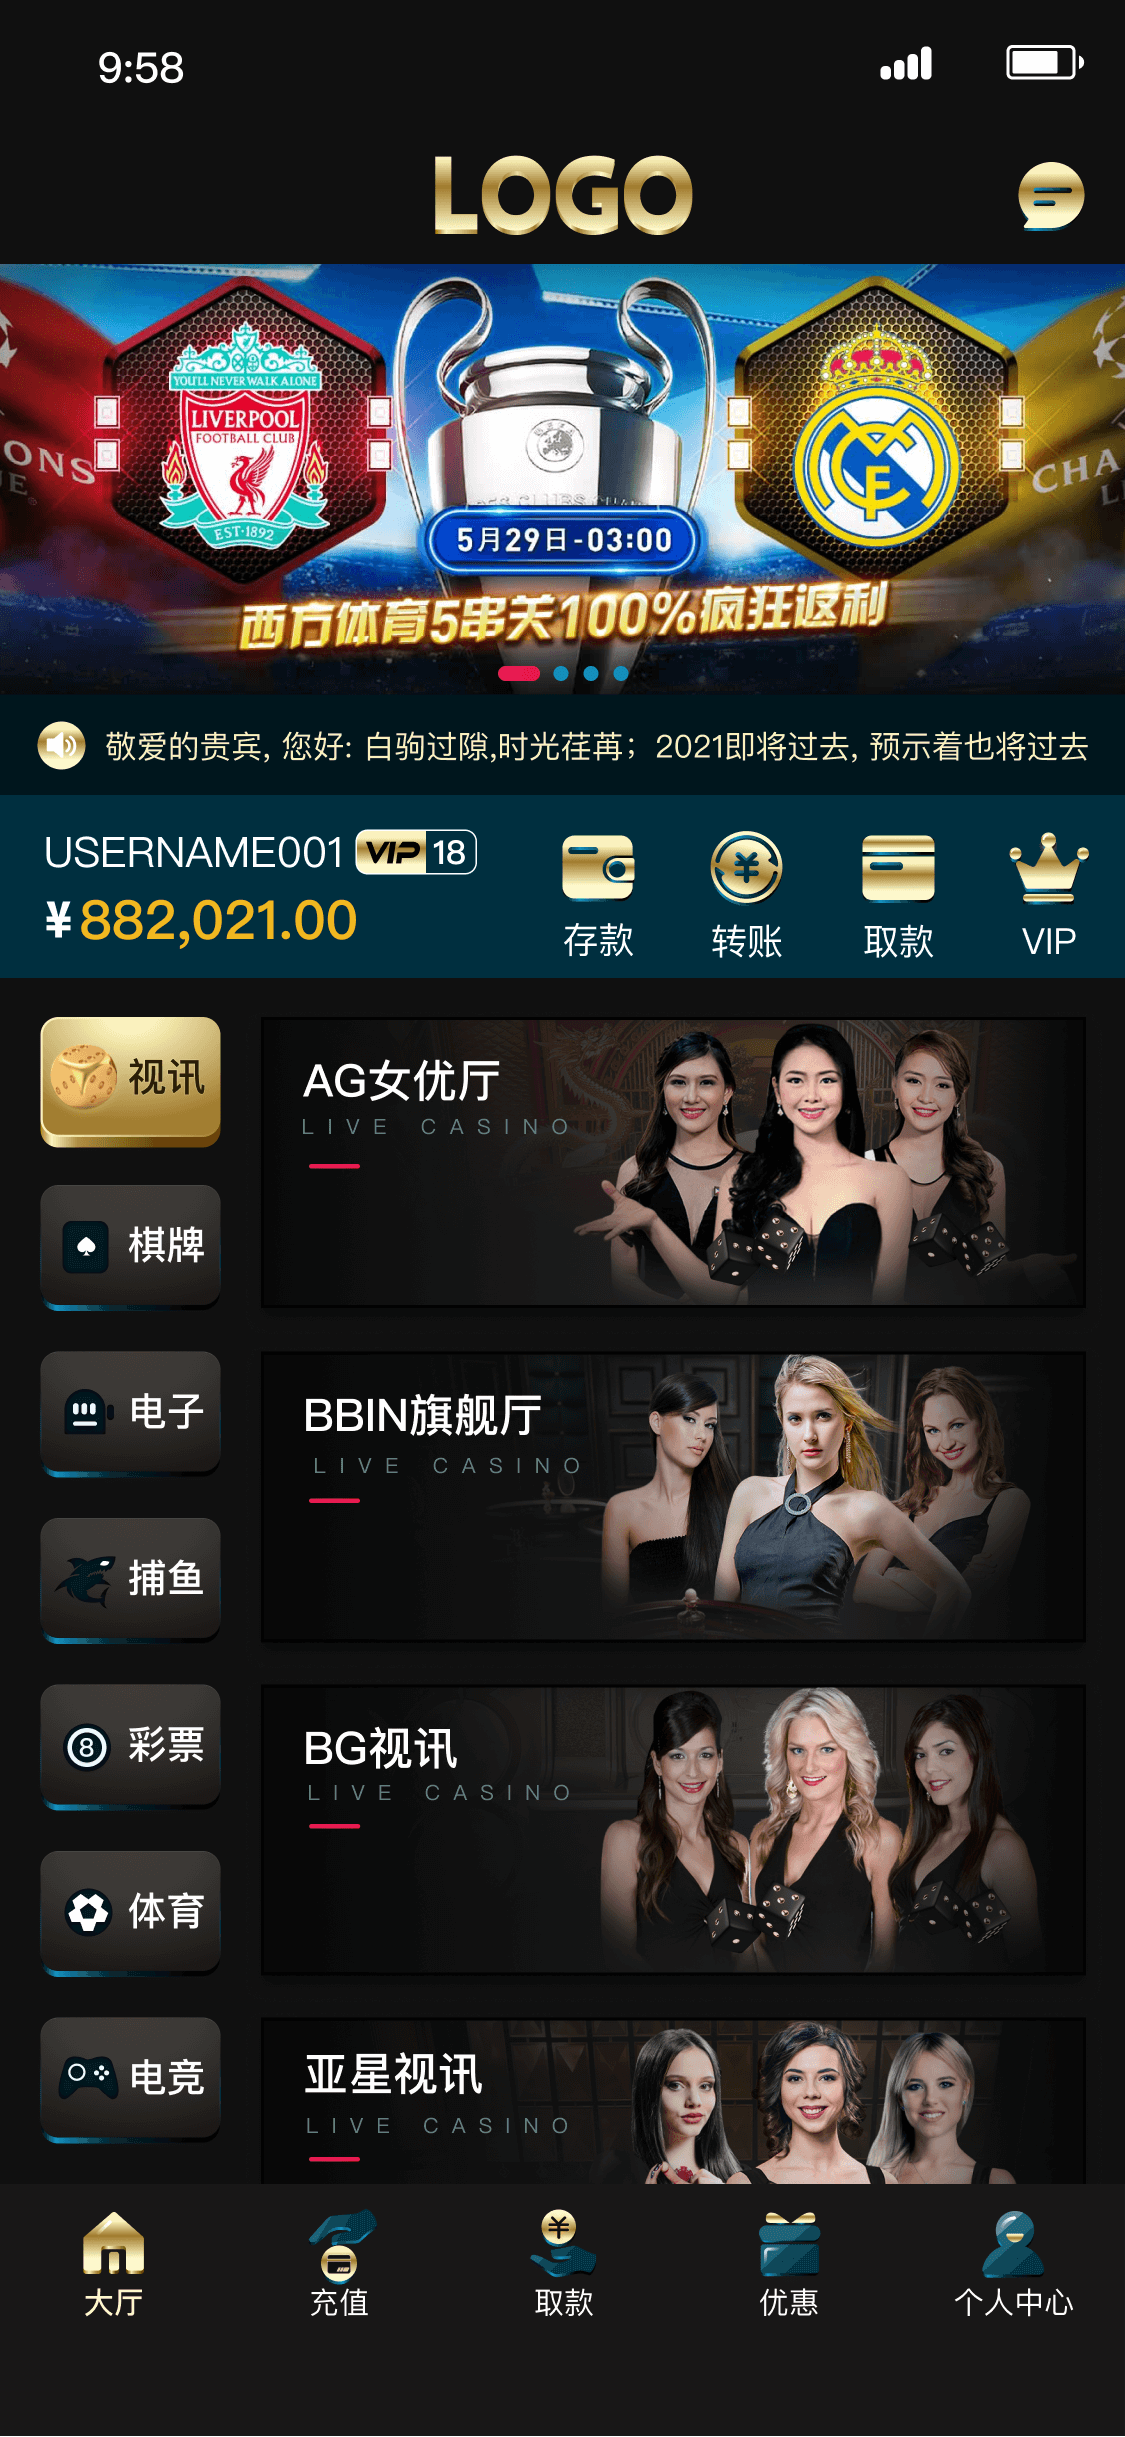 9:58
LOGO
YOU'LL NEVER WALK ALONE
LIVERPOOL
FOOTBALL CLUB
EST·1892
ONS
CHA
5月29日-03:00
西方体育5串关100%疯狂返利
敬爱的贵宾, 您好: 白驹过隙,时光荏苒；2021即将过去, 预示着也将过去
USERNAME001 VIP 18
¥882,021.00
存款
转账
取款
VIP
视讯
棋牌
电子
捕鱼
8 彩票
体育
电竞
AG女优厅
LIVE CASINO
BBIN旗舰厅
LIVE CASINO
BG视讯
LIVE CASINO
亚星视讯
LIVE CASINO
大厅
充值
取款
优惠
个人中心